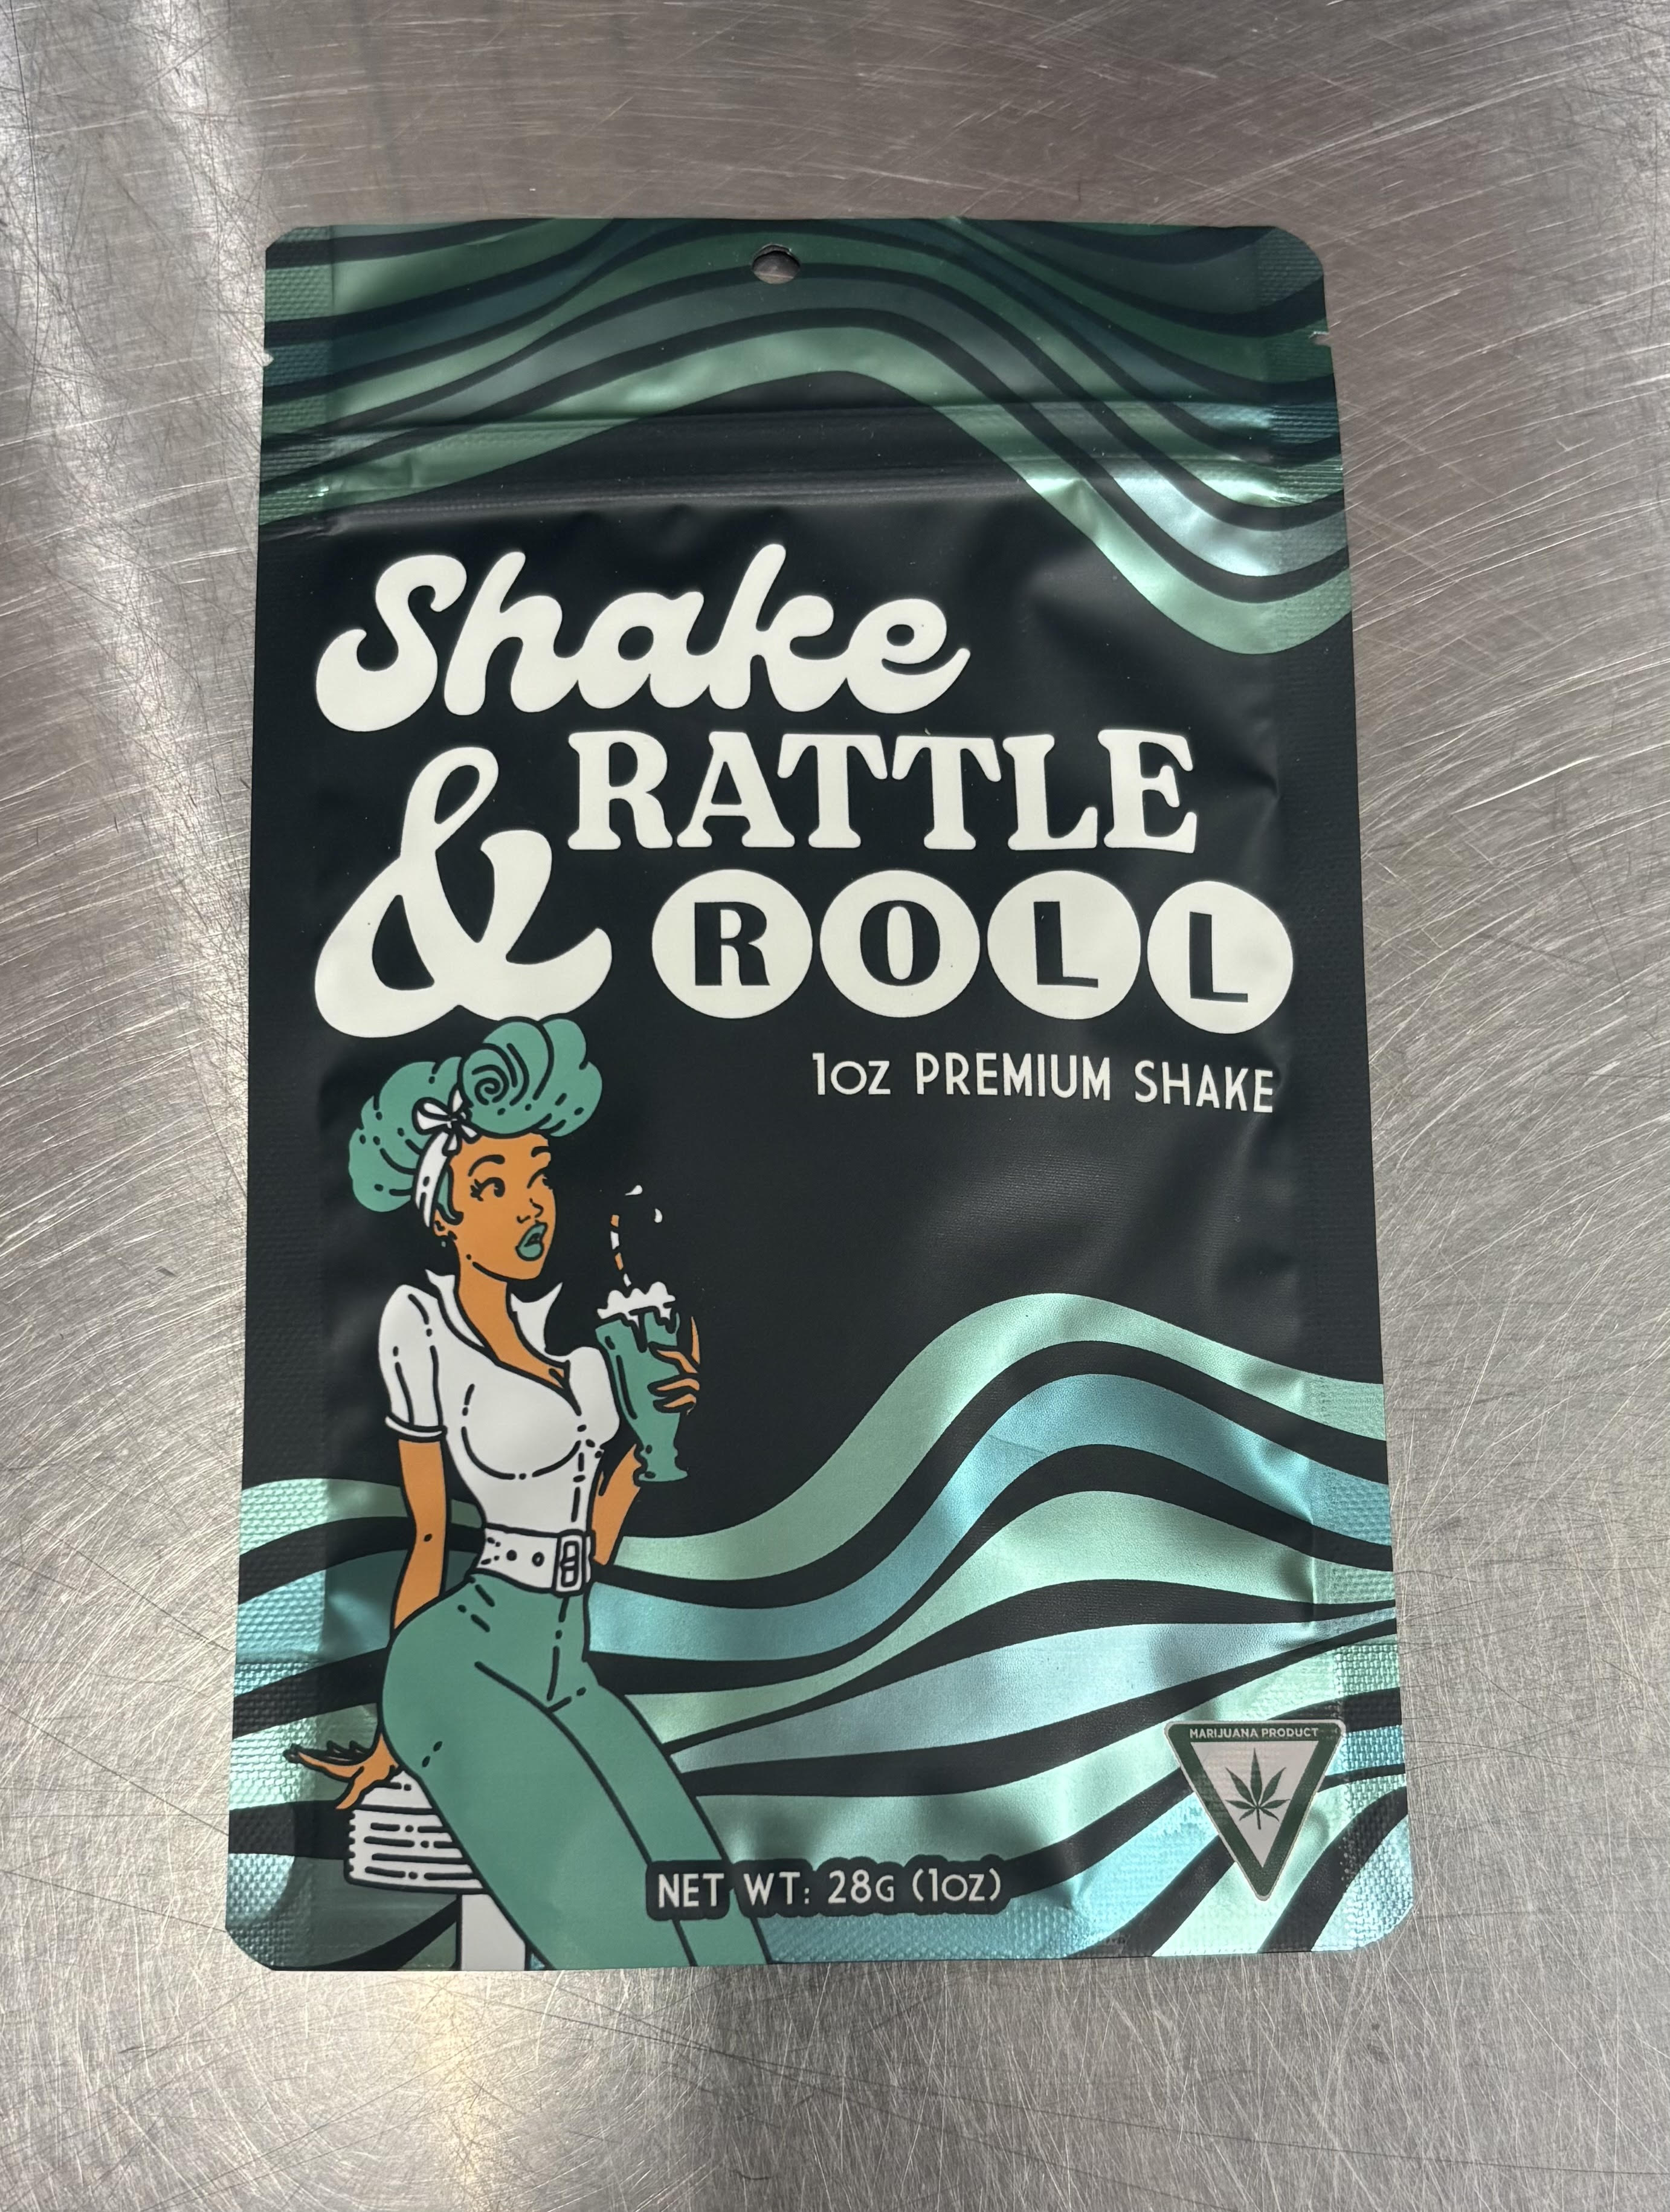 Shake
& RATTLE
ROLL
1oz PREMIUM SHAKE
MARIJUANA PRODUCT
NET WT: 28G (1oz)